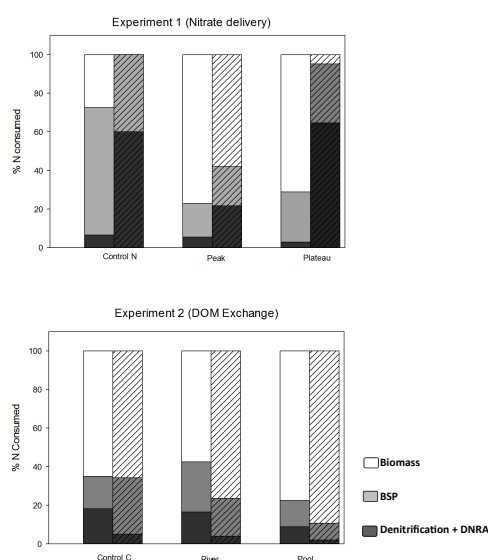 Experiment 1 (Nitrate delivery)
100
80
60
40
20
0
% N consumed
Control N
Peak
Plateau
Experiment 2 (DOM Exchange)
100
80
60
40
20
0
% N Consumed
Control C
River
Pool
Biomass
BSP
Denitrification + DNRA